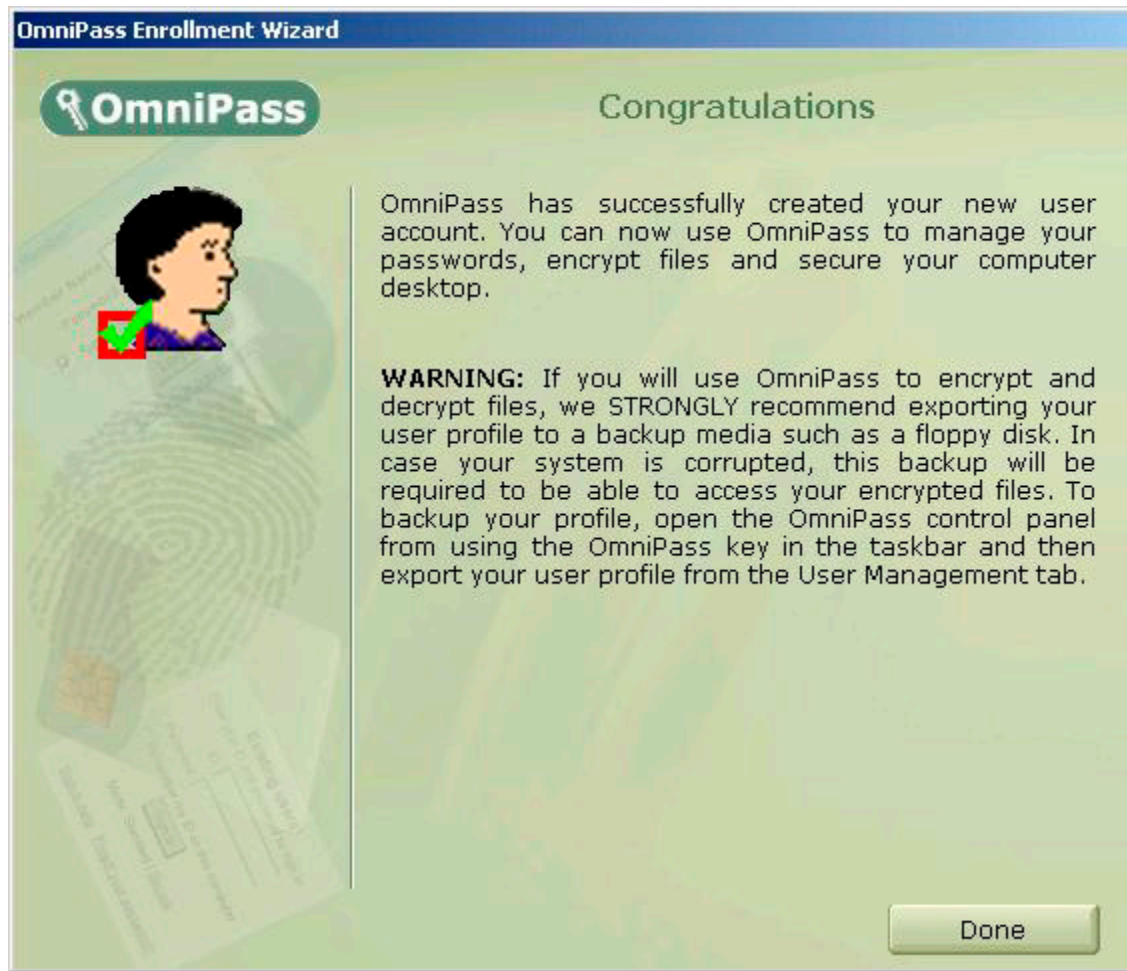 OmniPass Enrollment Wizard
OmniPass
Congratulations
OmniPass has successfully created your new user
account. You can now use OmniPass to manage your
passwords, encrypt files and secure your computer
desktop.
WARNING: If you will use OmniPass to encrypt and
decrypt files, we STRONGLY recommend exporting your
user profile to a backup media such as a floppy disk. In
case your system is corrupted, this backup will be
required to be able to access your encrypted files. To
backup your profile, open the OmniPass control panel
from using the OmniPass key in the taskbar and then
export your user profile from the User Management tab.
Done